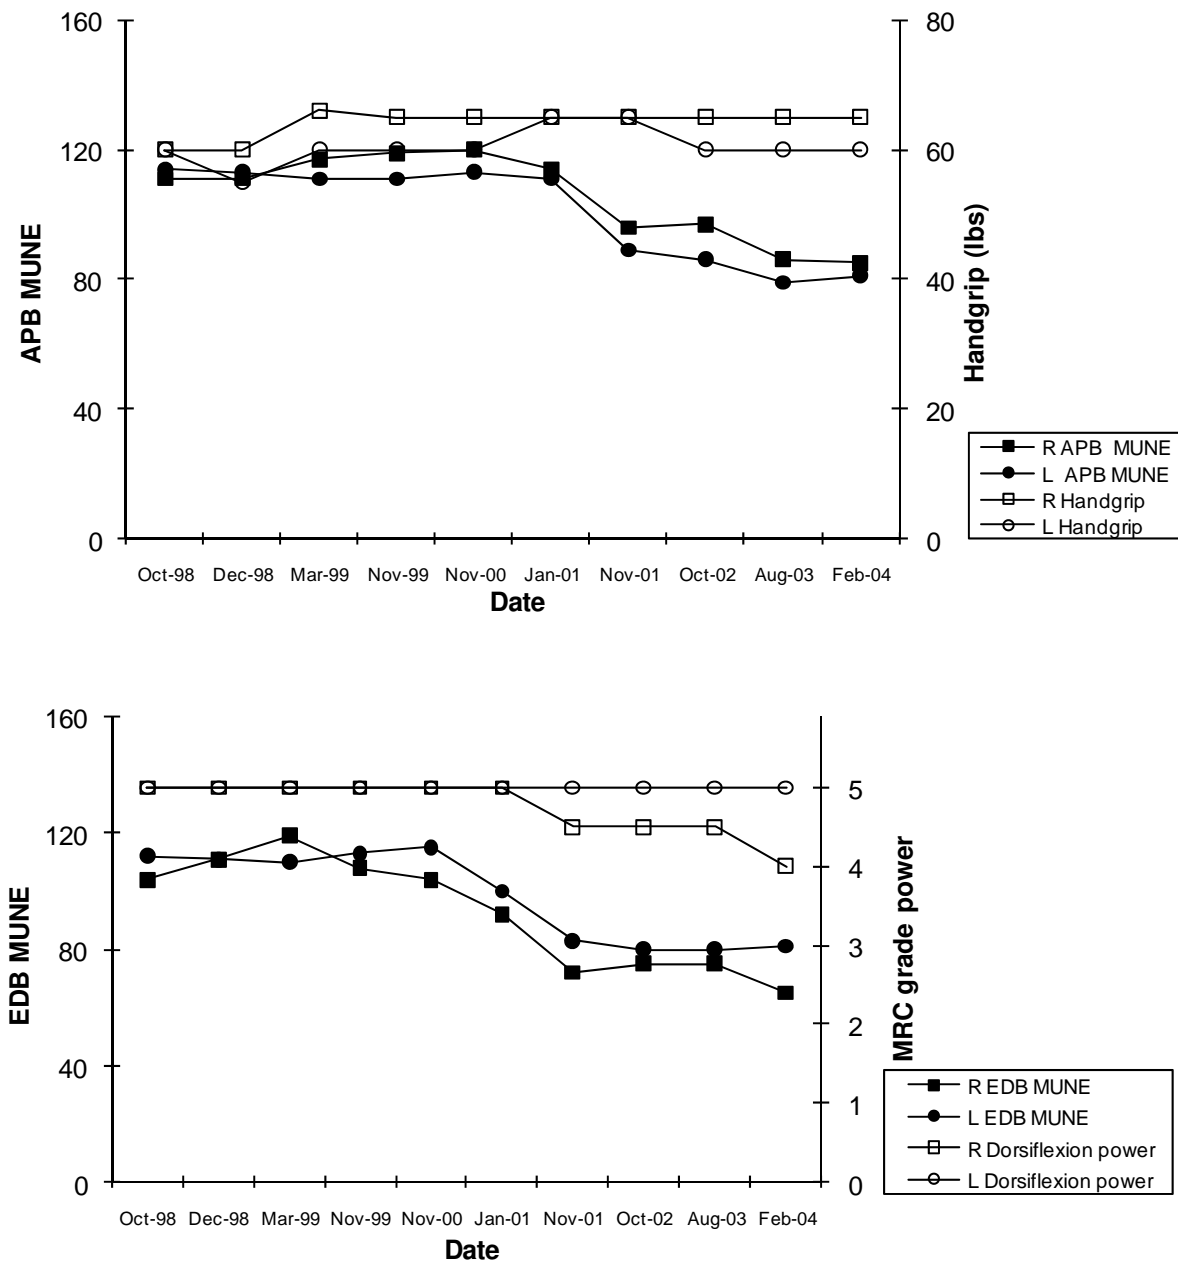 160
120
80
40
0
APB MUNE
80
60
40
20
0
Handgrip (lbs)
R APB MUNE
L APB MUNE
R Handgrip
L Handgrip
Oct-98 Dec-98 Mar-99 Nov-99 Nov-00 Jan-01 Nov-01 Oct-02 Aug-03 Feb-04
Date
160
120
80
40
0
EDB MUNE
5
4
3
2
1
0
MRC grade power
R EDB MUNE
L EDB MUNE
R Dorsiflexion power
L Dorsiflexion power
Oct-98 Dec-98 Mar-99 Nov-99 Nov-00 Jan-01 Nov-01 Oct-02 Aug-03 Feb-04
Date